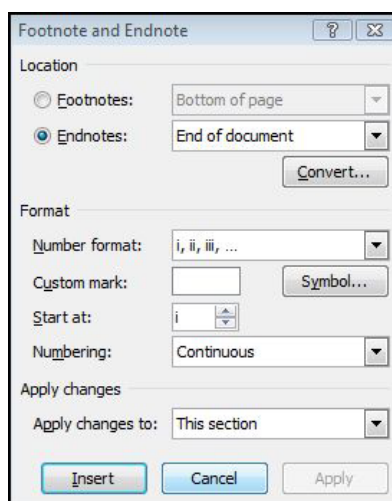 Footnote and Endnote
Location
Footnotes: Bottom of page
Endnotes: End of document
Convert...
Format
Number format: i, ii, iii, ...
Custom mark: Symbol...
Start at: i
Numbering: Continuous
Apply changes
Apply changes to: This section
Insert Cancel Apply